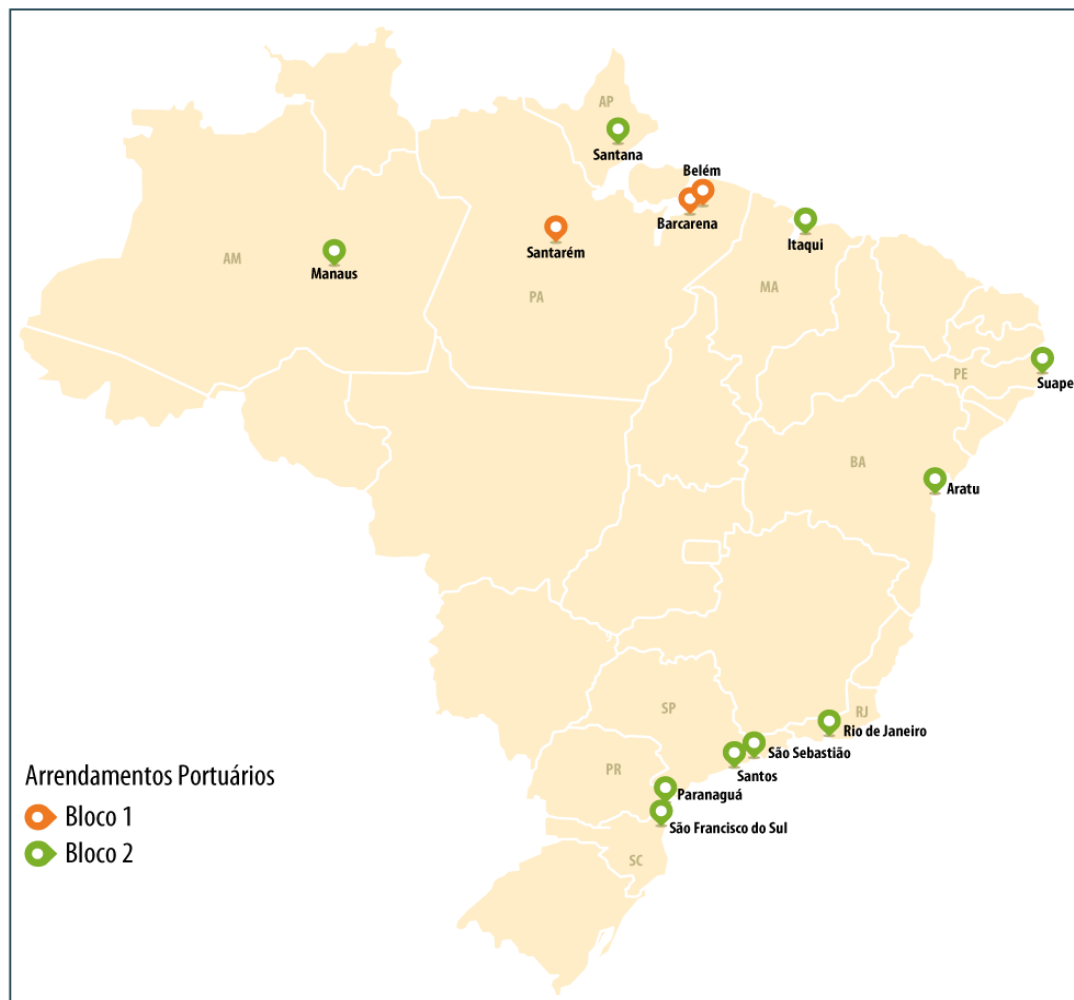 AP
Santana
Belém
Barcarena
Itaqui
Santarém
AM
Manaus
MA
PA
PE
Suape
BA
Aratu
SP
RJ
Rio de Janeiro
São Sebastião
Santos
PR
Paranaguá
São Francisco do Sul
SC
Arrendamentos Portuários
Bloco 1
Bloco 2